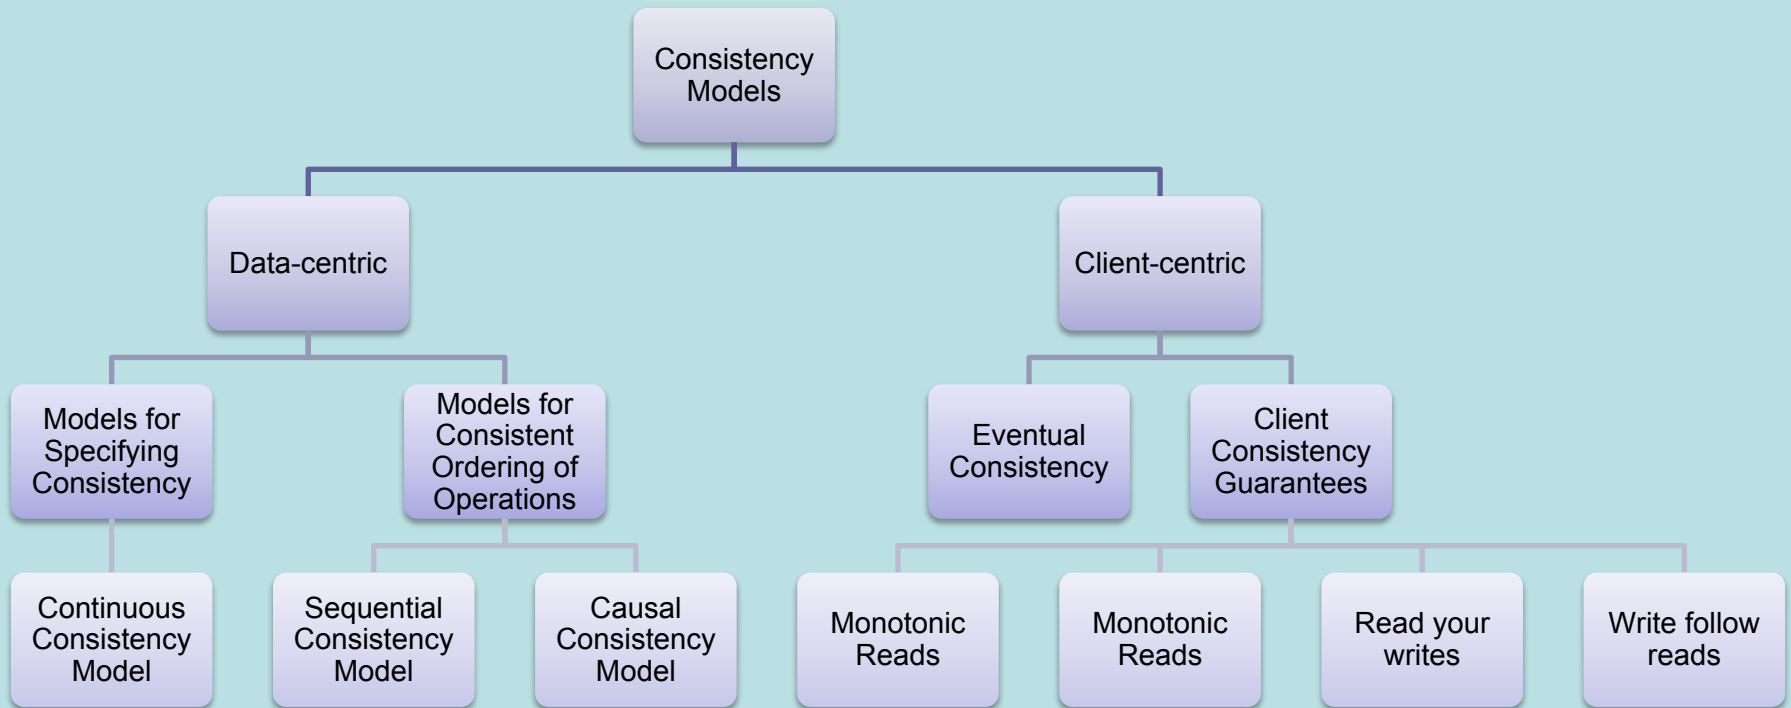 Consistency
Models
Data-centric
Client-centric
Models for
Specifying
Consistency
Models for
Consistent
Ordering of
Operations
Eventual
Consistency
Client
Consistency
Guarantees
Continuous
Consistency
Model
Sequential
Consistency
Model
Causal
Consistency
Model
Monotonic
Reads
Monotonic
Reads
Read your
writes
Write follow
reads